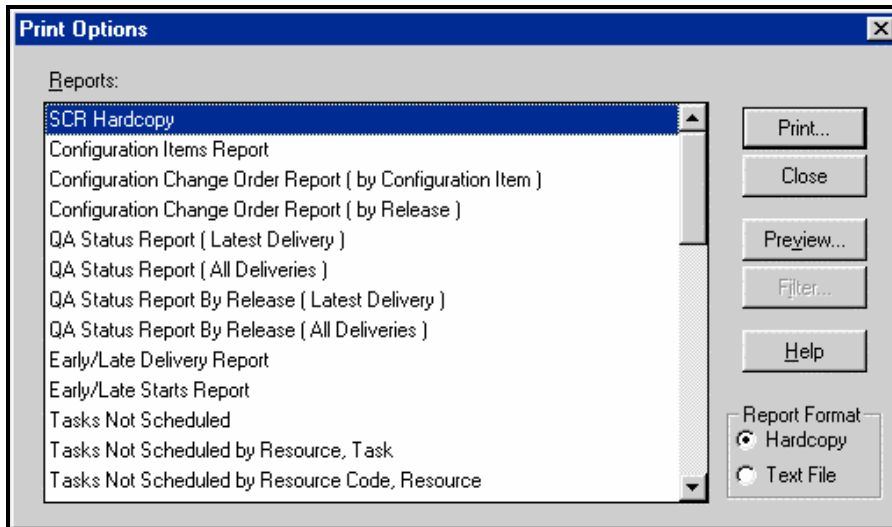 Print Options
Reports:
SCR Hardcopy
Configuration Items Report
Configuration Change Order Report ( by Configuration Item )
Configuration Change Order Report ( by Release )
QA Status Report ( Latest Delivery )
QA Status Report ( All Deliveries )
QA Status Report By Release ( Latest Delivery )
QA Status Report By Release ( All Deliveries )
Early/Late Delivery Report
Early/Late Starts Report
Tasks Not Scheduled
Tasks Not Scheduled by Resource, Task
Tasks Not Scheduled by Resource Code, Resource
Print...
Close
Preview...
Filter...
Help
Report Format
Hardcopy
Text File